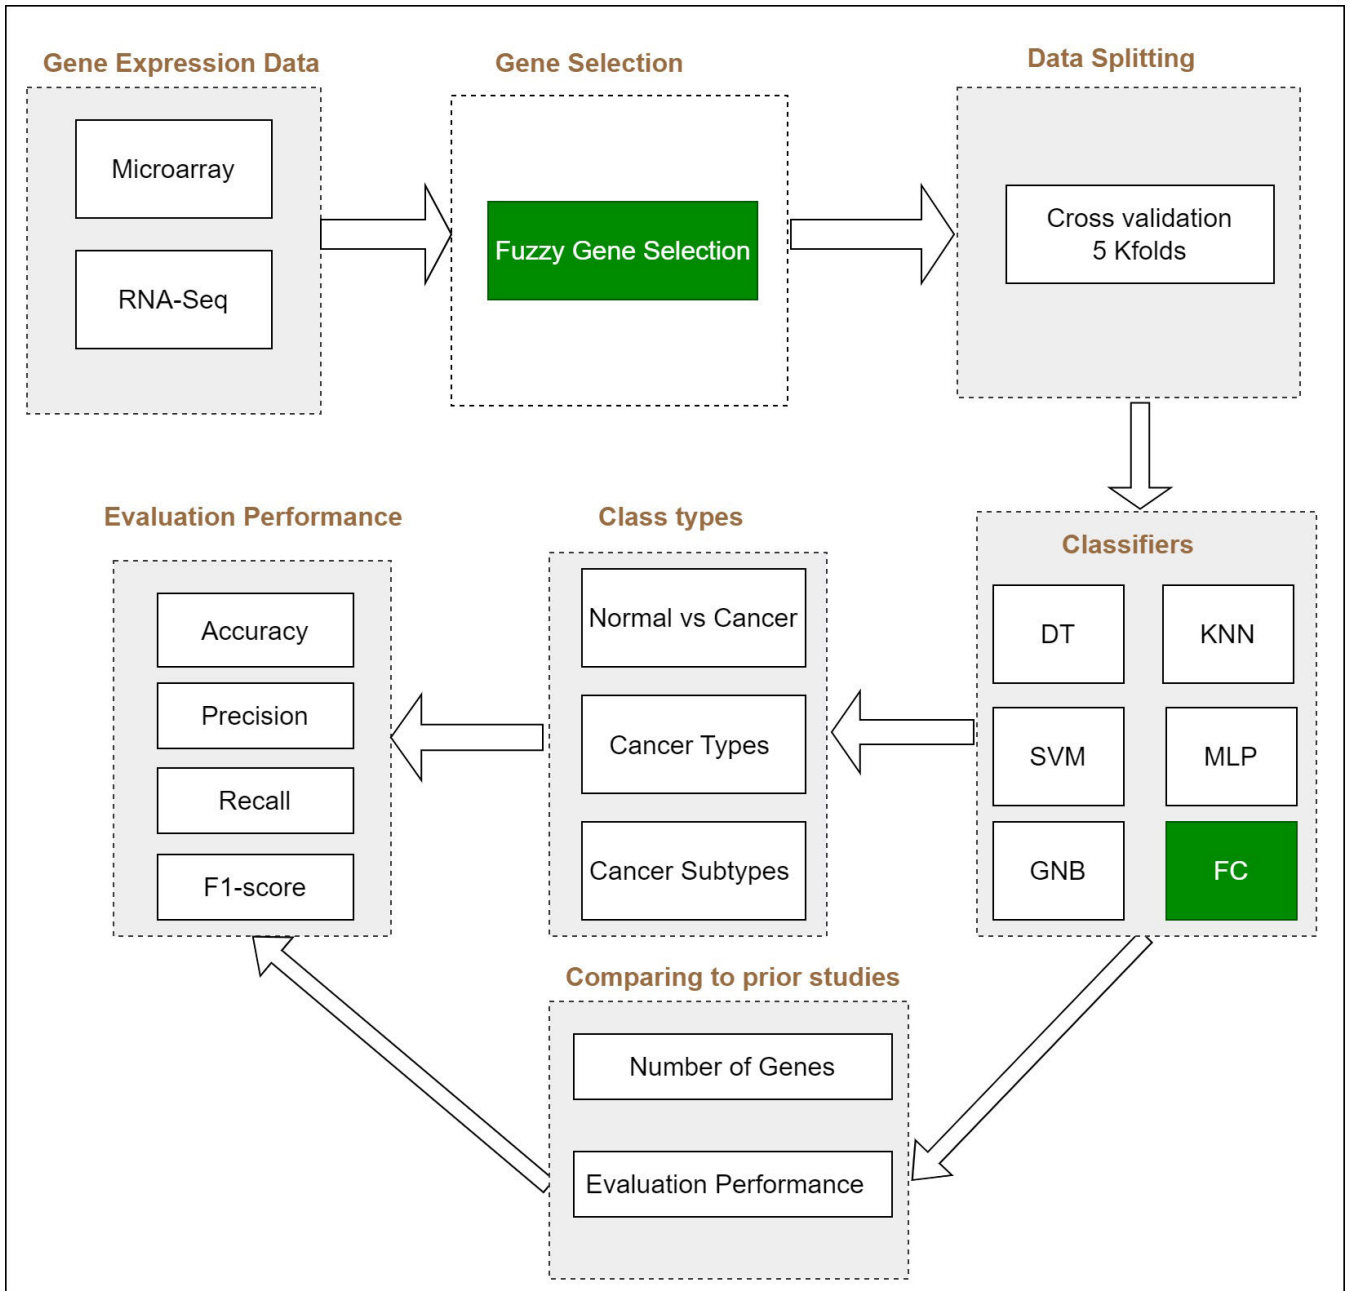 Gene Expression Data
Microarray
RNA-Seq
Gene Selection
Fuzzy Gene Selection
Data Splitting
Cross validation
5 Kfolds
Classifiers
DT
KNN
SVM
MLP
GNB
FC
Class types
Normal vs Cancer
Cancer Types
Cancer Subtypes
Evaluation Performance
Accuracy
Precision
Recall
F1-score
Comparing to prior studies
Number of Genes
Evaluation Performance